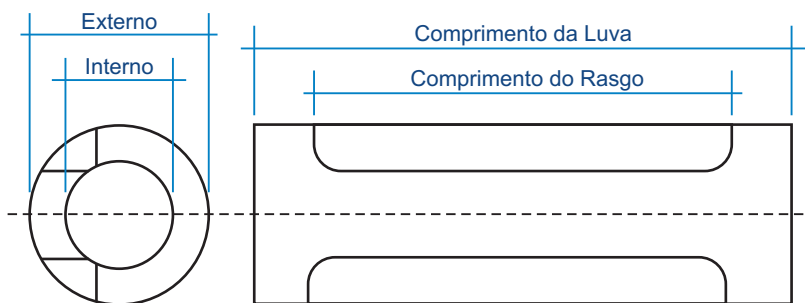 Externo
Interno
Comprimento da Luva
Comprimento do Rasgo